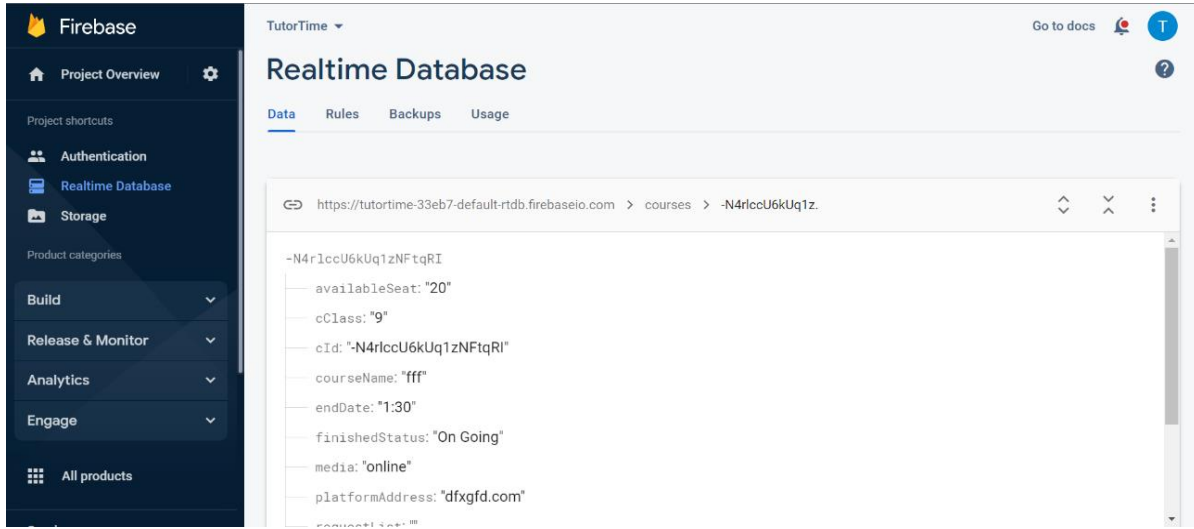 Firebase
Project Overview
Project shortcuts
Authentication
Realtime Database
Storage
Product categories
Build
Release & Monitor
Analytics
Engage
All products
TutorTime
Go to docs
T
Realtime Database
Data Rules Backups Usage
https://tutortime-33eb7-default-rtdb.firebaseio.com > courses > -N4rlccU6kUq1z.
-N4rlccU6kUq1zNFtqRI
availableSeat: "20"
cClass: "9"
cId: "-N4rlccU6kUq1zNFtqRI"
courseName: "fff"
endDate: "1:30"
finishedStatus: "On Going"
media: "online"
platformAddress: "dfxgfd.com"
requestList: ""